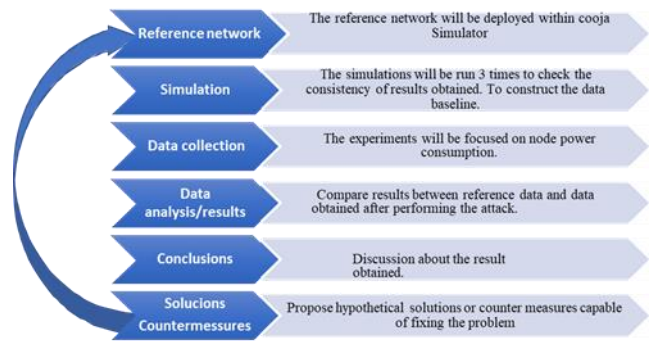 Reference network
The reference network will be deployed within cooja
Simulator
Simulation
The simulations will be run 3 times to check the
consistency of results obtained. To construct the data
baseline.
Data collection
The experiments will be focused on node power
consumption.
Data
analysis/results
Compare results between reference data and data
obtained after performing the attack.
Conclusions
Discussion about the result
obtained.
Solucions
Countermessures
Propose hypothetical solutions or counter measures capable
of fixing the problem